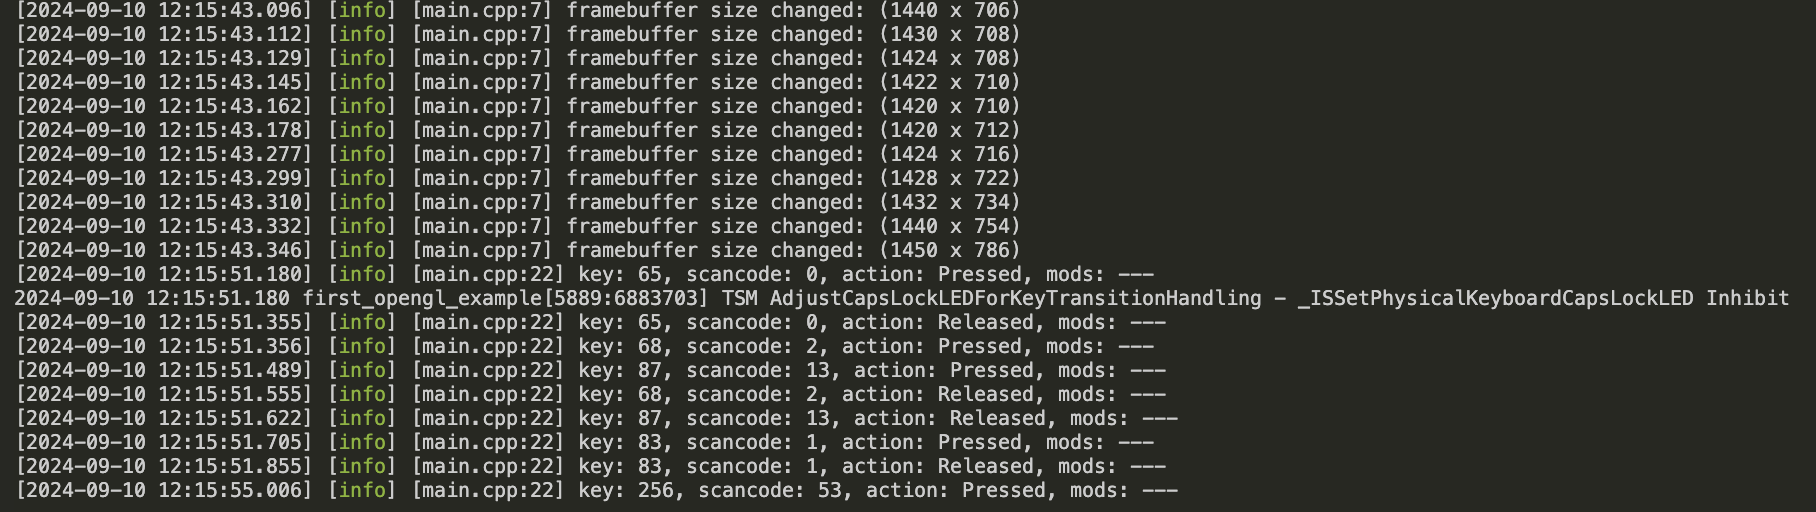 [2024-09-10 12:15:43.096] [info] [main.cpp:7] framebuffer size changed: (1440 x 706)
[2024-09-10 12:15:43.112] [info] [main.cpp:7] framebuffer size changed: (1430 x 708)
[2024-09-10 12:15:43.129] [info] [main.cpp:7] framebuffer size changed: (1424 x 708)
[2024-09-10 12:15:43.145] [info] [main.cpp:7] framebuffer size changed: (1422 x 710)
[2024-09-10 12:15:43.162] [info] [main.cpp:7] framebuffer size changed: (1420 x 710)
[2024-09-10 12:15:43.178] [info] [main.cpp:7] framebuffer size changed: (1420 x 712)
[2024-09-10 12:15:43.277] [info] [main.cpp:7] framebuffer size changed: (1424 x 716)
[2024-09-10 12:15:43.299] [info] [main.cpp:7] framebuffer size changed: (1428 x 722)
[2024-09-10 12:15:43.310] [info] [main.cpp:7] framebuffer size changed: (1432 x 734)
[2024-09-10 12:15:43.332] [info] [main.cpp:7] framebuffer size changed: (1440 x 754)
[2024-09-10 12:15:43.346] [info] [main.cpp:7] framebuffer size changed: (1450 x 786)
[2024-09-10 12:15:51.180] [info] [main.cpp:22] key: 65, scancode: 0, action: Pressed, mods: ---
2024-09-10 12:15:51.180 first_opengl_example[5889:6883703] TSM AdjustCapsLockLEDForKeyTransitionHandling - _ISSetPhysicalKeyboardCapsLockLED Inhibit
[2024-09-10 12:15:51.355] [info] [main.cpp:22] key: 65, scancode: 0, action: Released, mods: ---
[2024-09-10 12:15:51.356] [info] [main.cpp:22] key: 68, scancode: 2, action: Pressed, mods: ---
[2024-09-10 12:15:51.489] [info] [main.cpp:22] key: 87, scancode: 13, action: Pressed, mods: ---
[2024-09-10 12:15:51.555] [info] [main.cpp:22] key: 68, scancode: 2, action: Released, mods: ---
[2024-09-10 12:15:51.622] [info] [main.cpp:22] key: 87, scancode: 13, action: Released, mods: ---
[2024-09-10 12:15:51.705] [info] [main.cpp:22] key: 83, scancode: 1, action: Pressed, mods: ---
[2024-09-10 12:15:51.855] [info] [main.cpp:22] key: 83, scancode: 1, action: Released, mods: ---
[2024-09-10 12:15:55.006] [info] [main.cpp:22] key: 256, scancode: 53, action: Pressed, mods: ---